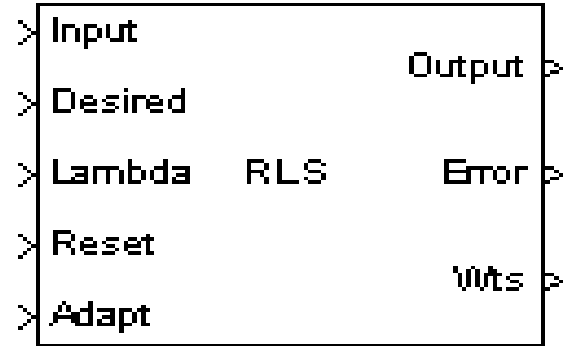 Input
Output
Desired
Lambda RLS Error
Reset
Wts
Adapt